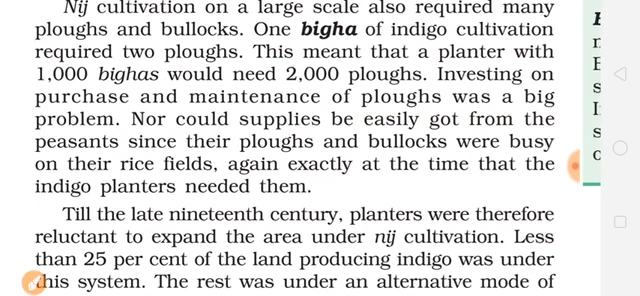 Nij cultivation on a large scale also required many
ploughs and bullocks. One bigha of indigo cultivation
required two ploughs. This meant that a planter with
1,000 bighas would need 2,000 ploughs. Investing on
purchase and maintenance of ploughs was a big
problem. Nor could supplies be easily got from the
peasants since their ploughs and bullocks were busy
on their rice fields, again exactly at the time that the
indigo planters needed them.
Till the late nineteenth century, planters were therefore
reluctant to expand the area under nij cultivation. Less
than 25 per cent of the land producing indigo was under
this system. The rest was under an alternative mode of